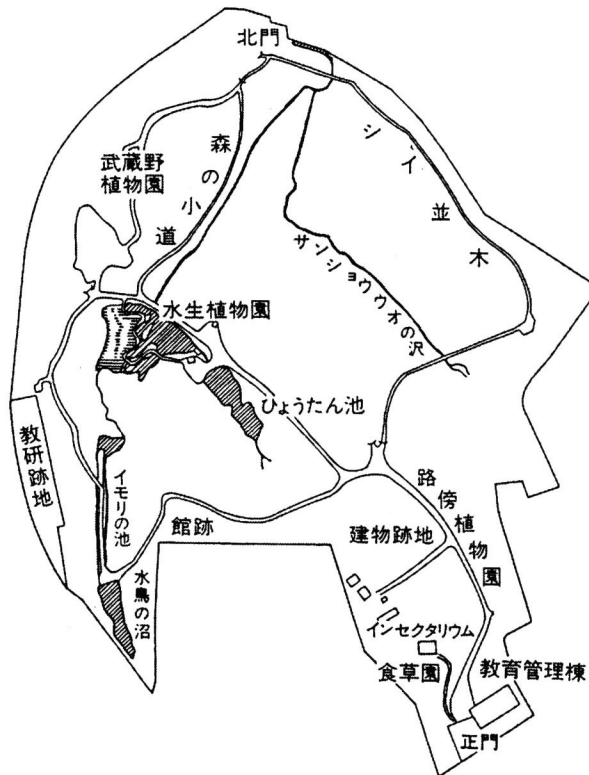 北門
シイ並木
森の小道
武蔵野
植物園
サンショウウオの沢
水生植物園
ひょうたん池
教研跡地
イモリの池
路傍植物園
館跡
建物跡地
水鳥の沼
インセクタリウム
食草園
教育管理棟
正門